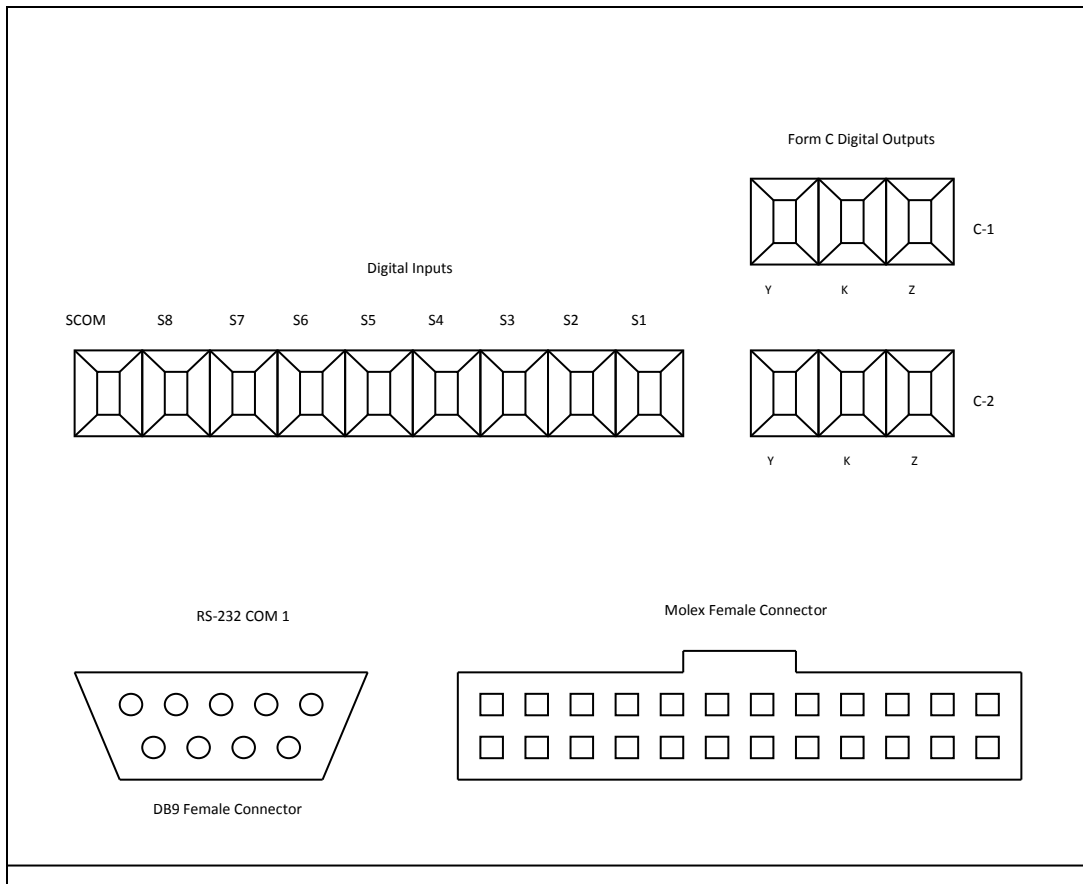 Form C Digital Outputs
C-1
Y K Z
Digital Inputs
SCOM S8 S7 S6 S5 S4 S3 S2 S1
C-2
Y K Z
RS-232 COM 1
Molex Female Connector
DB9 Female Connector